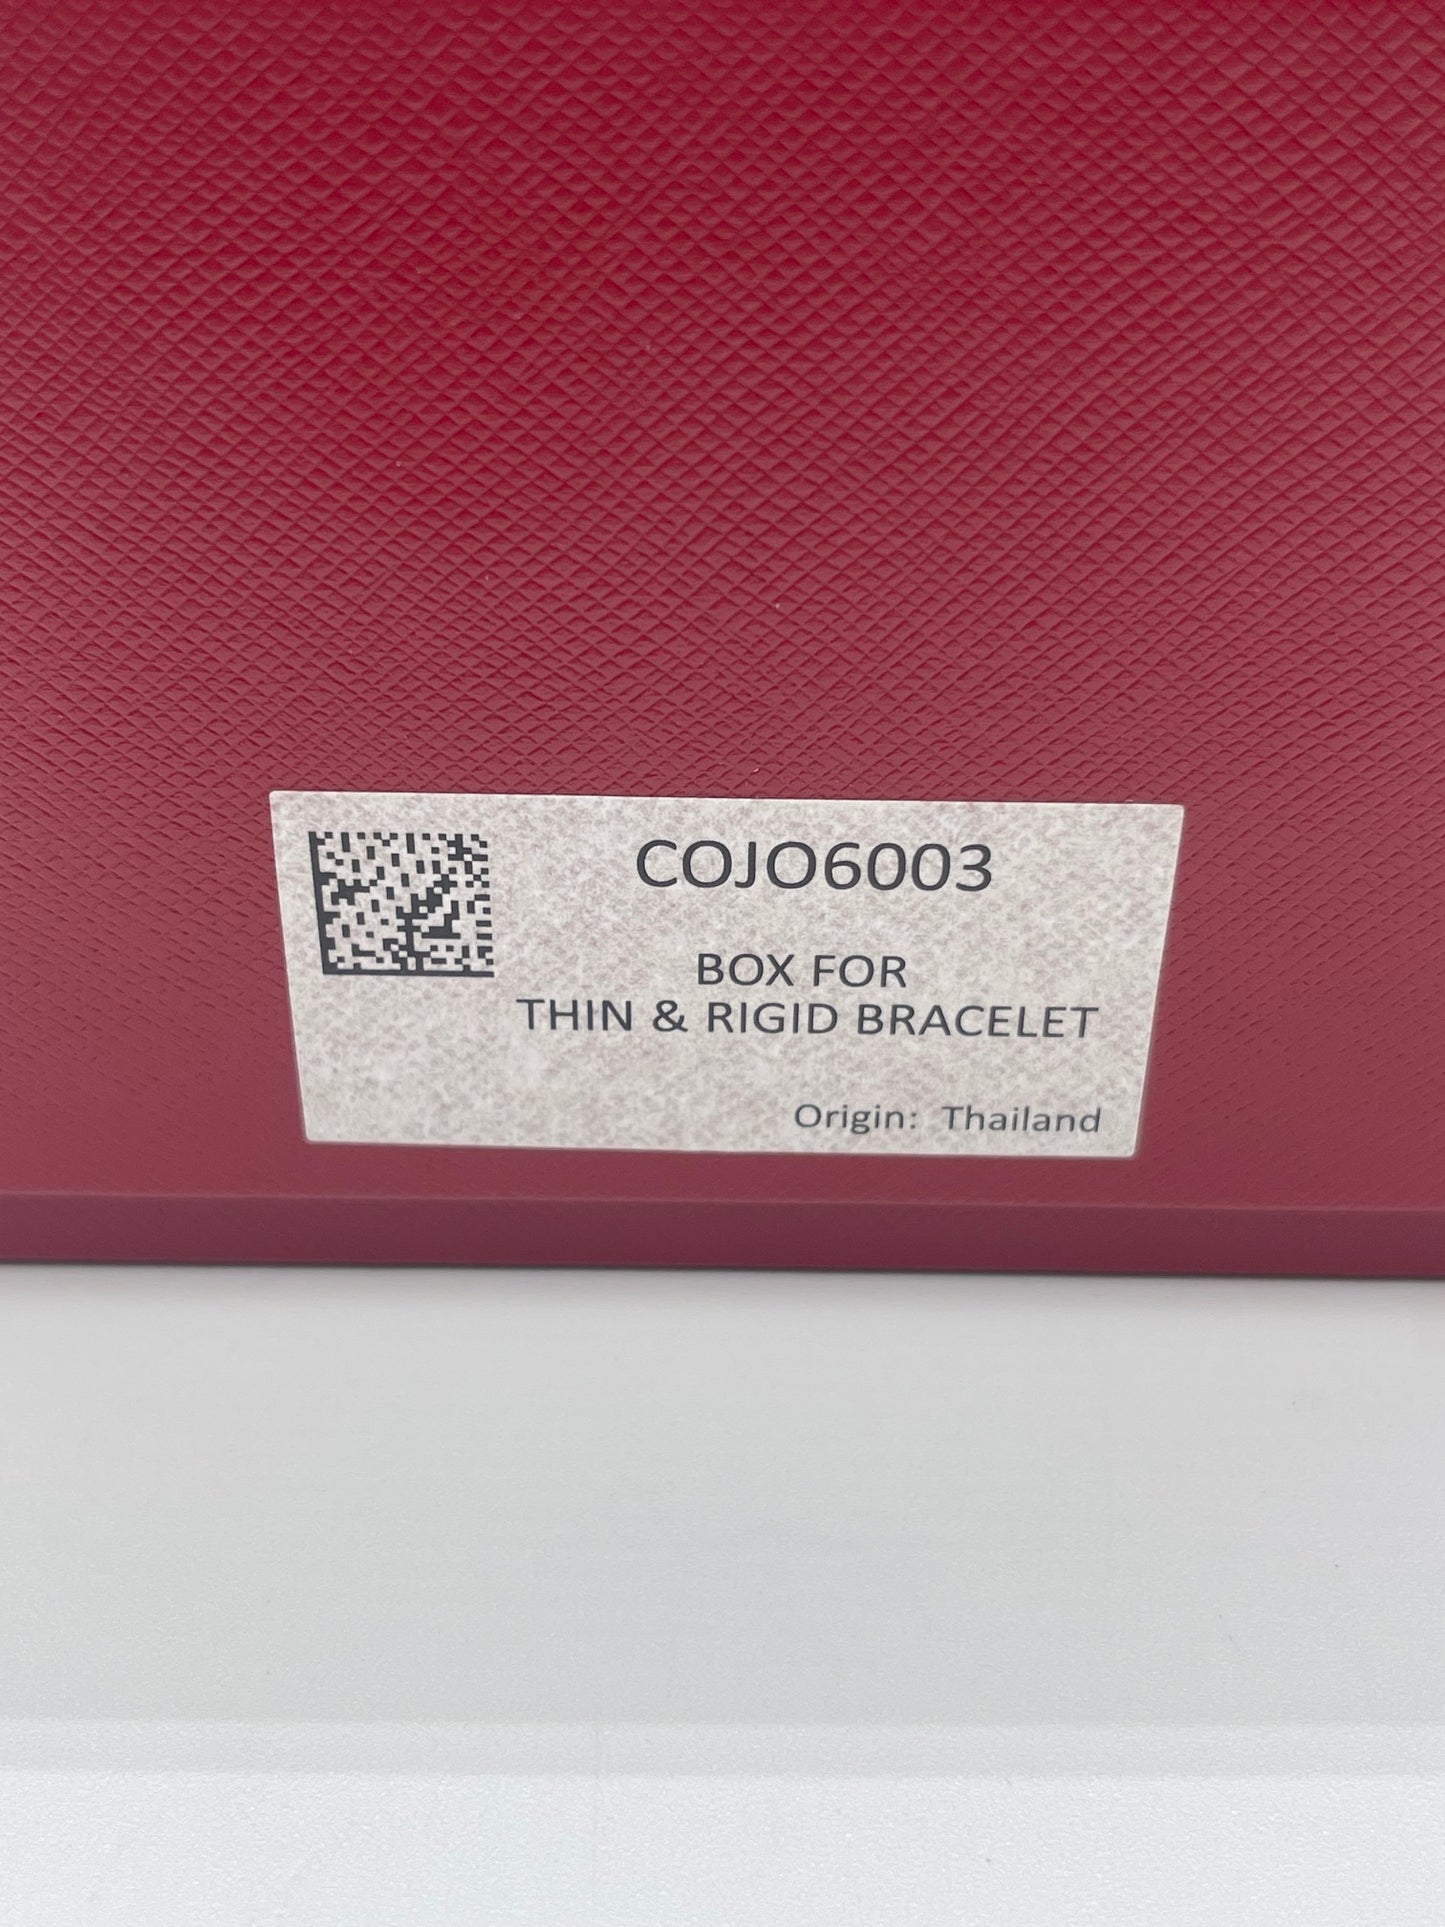 COJO6003
BOX FOR
THIN & RIGID BRACELET
Origin: Thailand